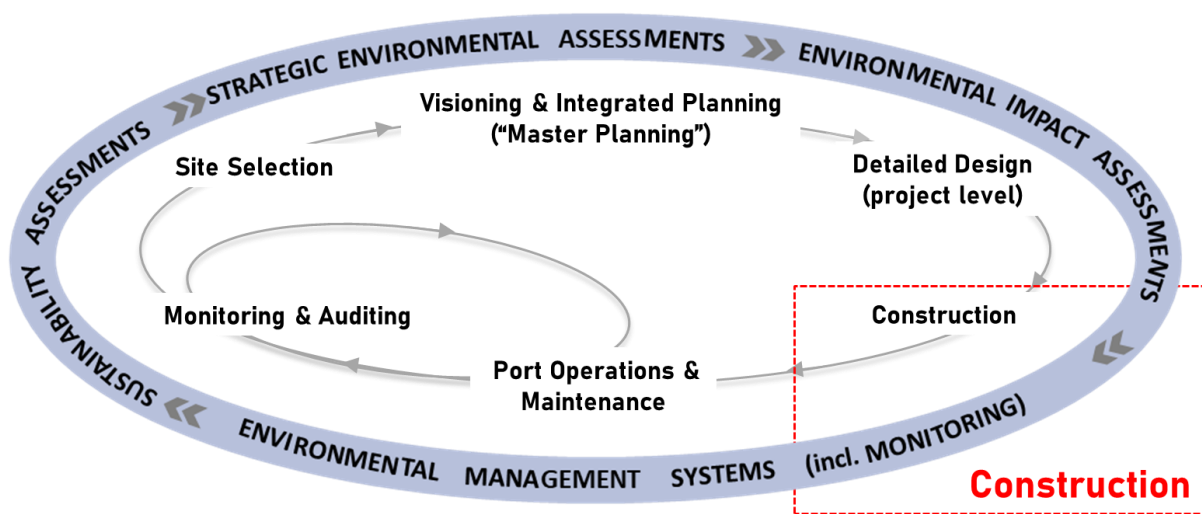 STRATEGIC ENVIRONMENTAL ASSESSMENTS
ENVIRONMENTAL IMPACT ASSESSMENTS
ENVIRONMENTAL MANAGEMENT SYSTEMS (incl. MONITORING)
SUSTAINABILITY ASSESSMENTS
Visioning & Integrated Planning
(“Master Planning”)
Site Selection
Detailed Design
(project level)
Monitoring & Auditing
Construction
Port Operations &
Maintenance
Construction